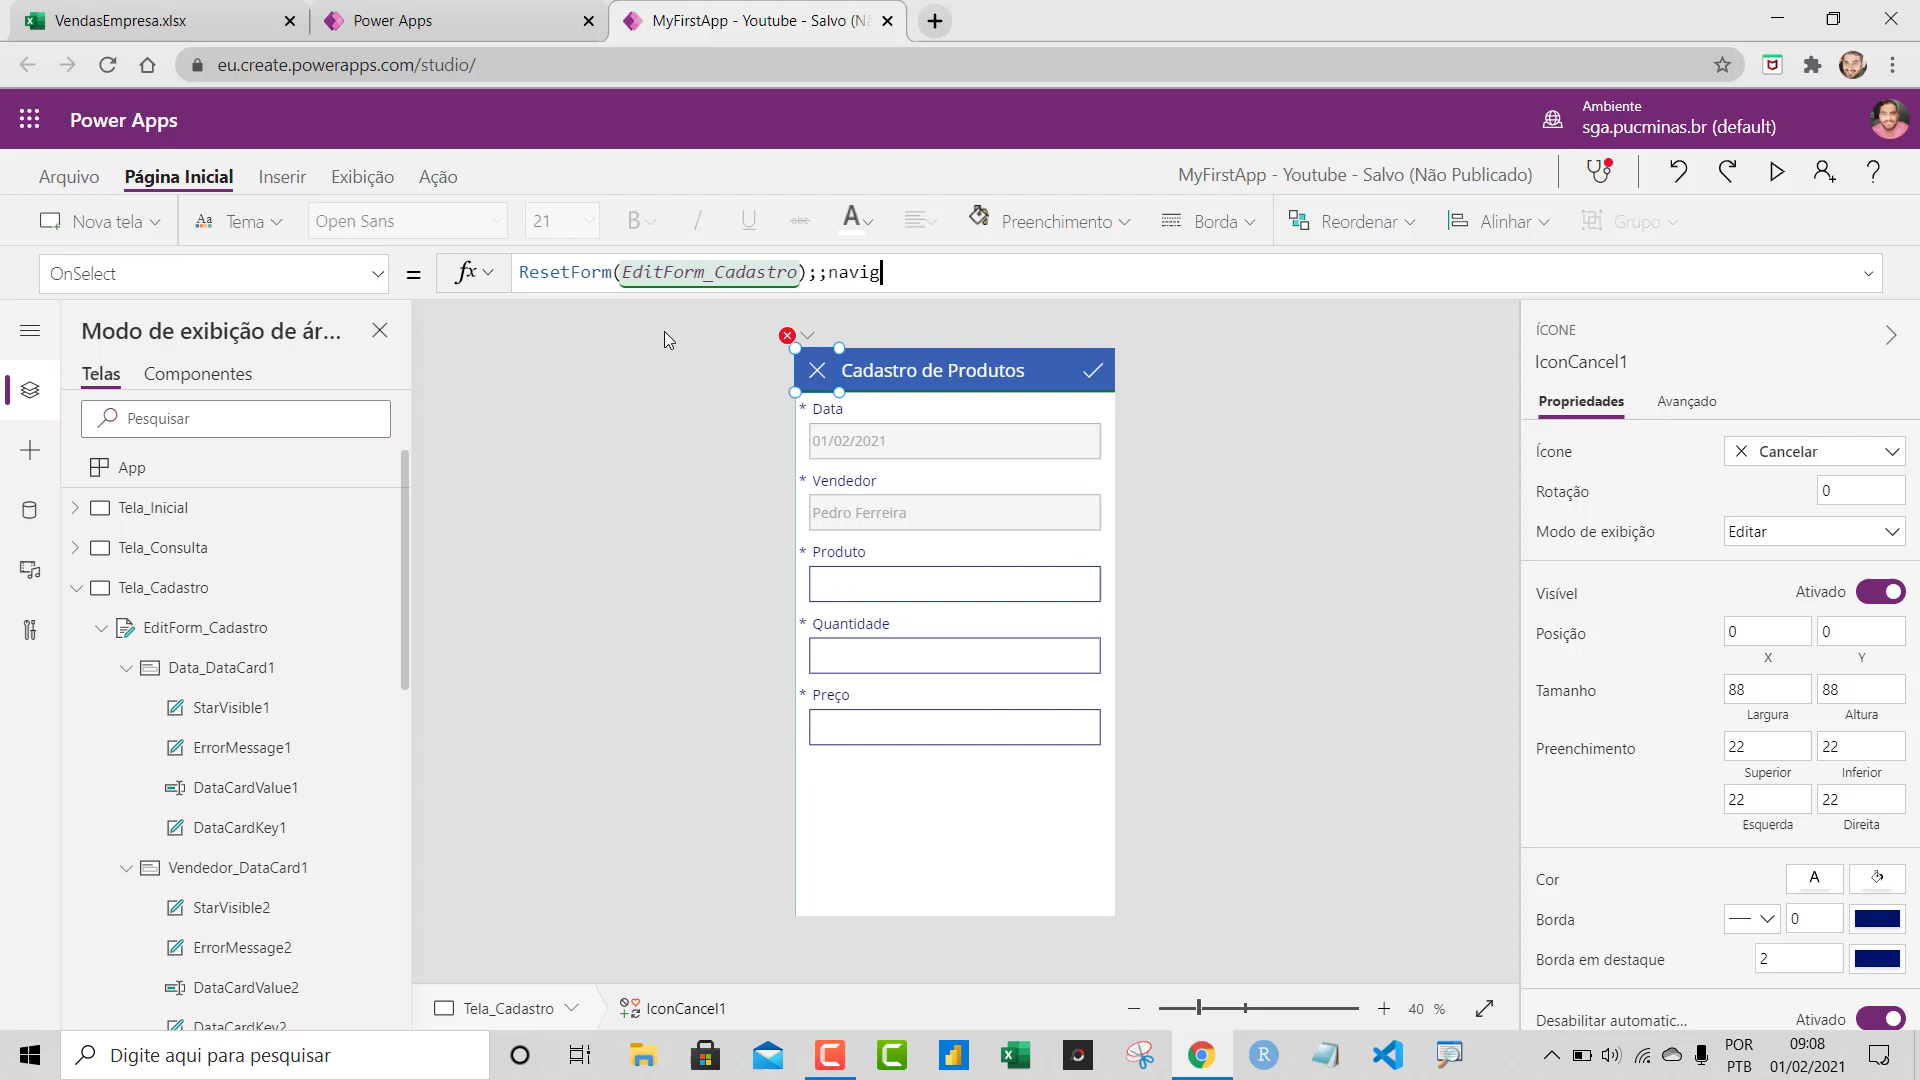 VendasEmpresa.xlsx
Power Apps
MyFirstApp - Youtube - Salvo (Nã
eu.create.powerapps.com/studio/
Power Apps
Ambiente
sga.pucminas.br (default)
Arquivo
Página Inicial
Inserir
Exibição
Ação
MyFirstApp - Youtube - Salvo (Não Publicado)
Nova tela
Tema
Open Sans
21
B
/
U
abc
A
Preenchimento
Borda
Reordenar
Alinhar
Grupo
OnSelect
=
fx
ResetForm(EditForm_Cadastro);;navig
Modo de exibição de ár...
Telas
Componentes
Pesquisar
App
Tela_Inicial
Tela_Consulta
Tela_Cadastro
EditForm_Cadastro
Data_DataCard1
StarVisible1
ErrorMessage1
DataCardValue1
DataCardKey1
Vendedor_DataCard1
StarVisible2
ErrorMessage2
DataCardValue2
DataCardKey2
Cadastro de Produtos
* Data
01/02/2021
* Vendedor
Pedro Ferreira
* Produto
* Quantidade
* Preço
Tela_Cadastro
IconCancel1
40 %
ÍCONE
IconCancel1
Propriedades
Avançado
Ícone
Cancelar
Rotação
0
Modo de exibição
Editar
Visível
Ativado
Posição
0
0
X
Y
Tamanho
88
88
Largura
Altura
Preenchimento
22
22
Superior
Inferior
22
22
Esquerda
Direita
Cor
A
Borda
0
Borda em destaque
2
Desabilitar automatic...
Ativado
Digite aqui para pesquisar
POR
PTB
09:08
01/02/2021